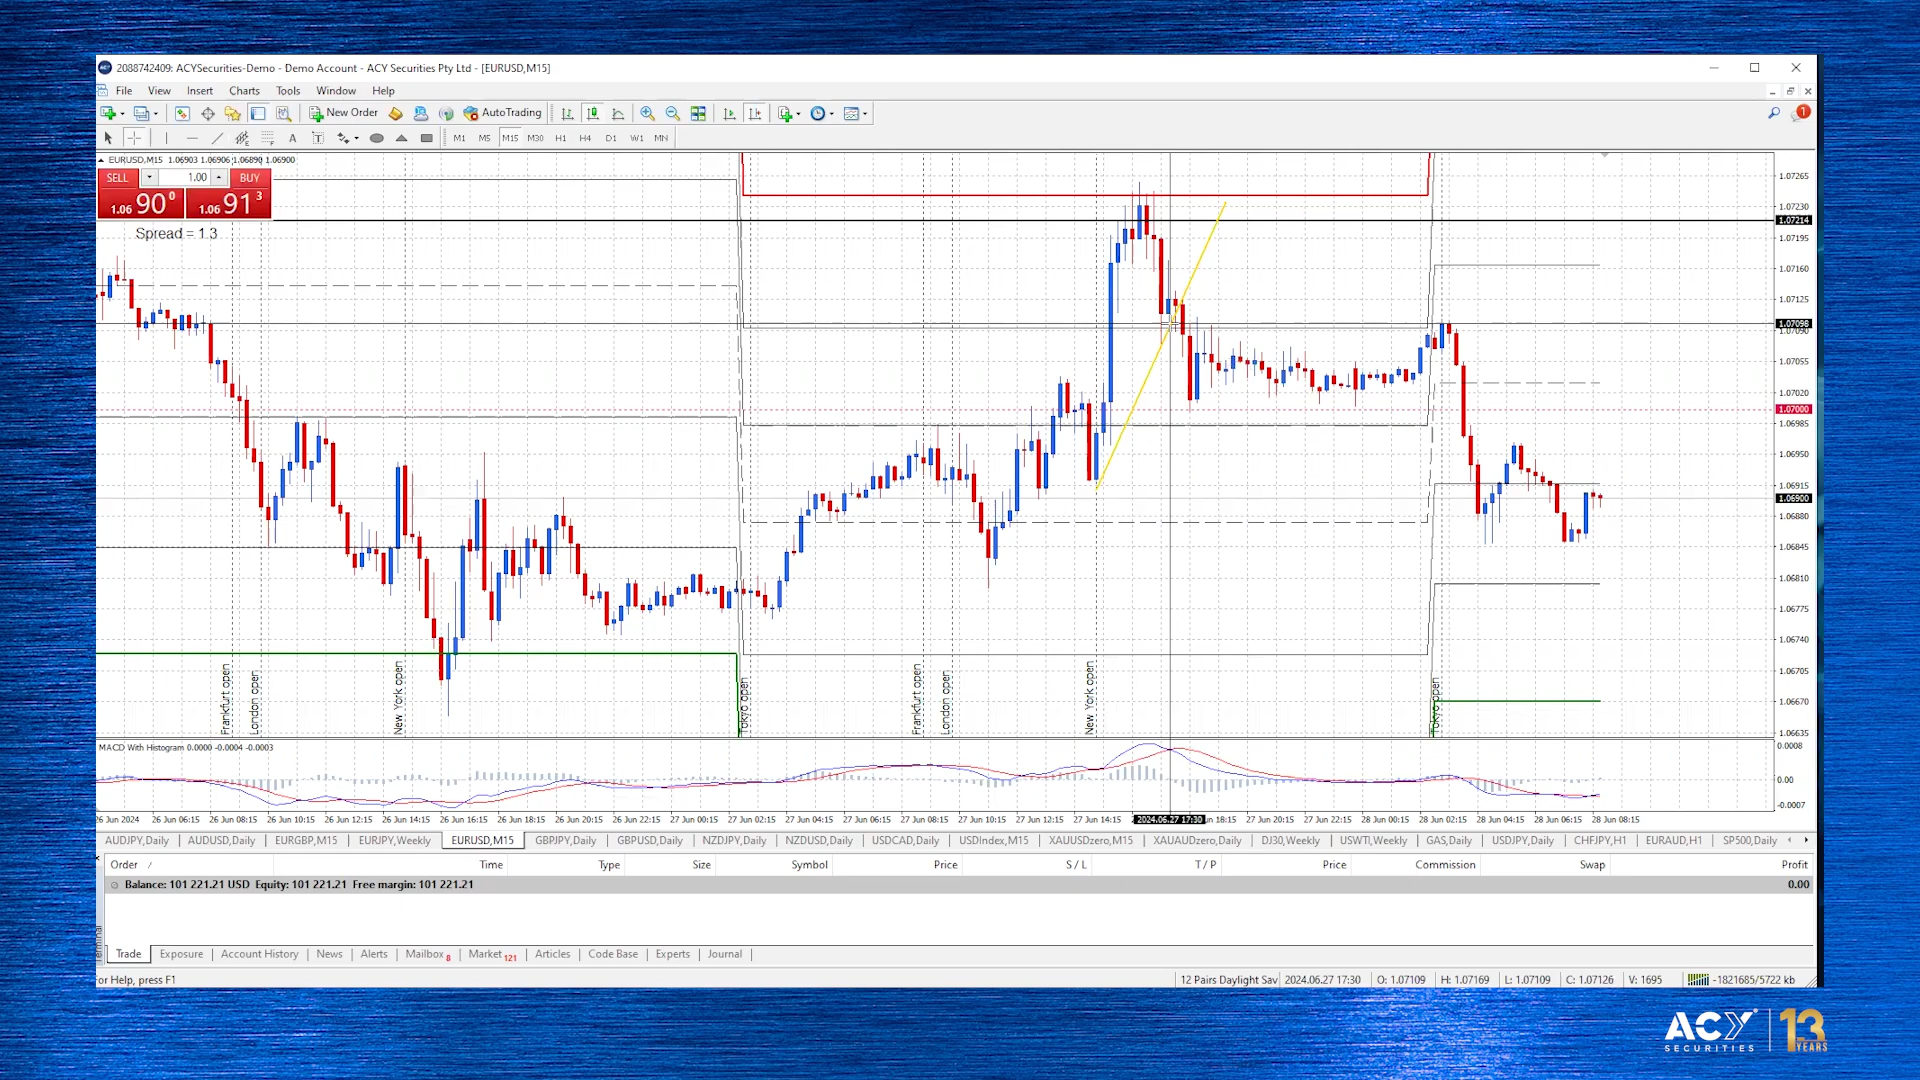 2088742409: ACYSecurities-Demo - Demo Account - ACY Securities Pty Ltd - [EURUSD,M15]
File View Insert Charts Tools Window Help
New Order AutoTrading 1
A T M1 M5 M15 M30 H1 H4 D1 W1 MN
EURUSD,M15 1.06903 1.06906 1.06890 1.06900
SELL 1.00 BUY
1.06 90 0 1.06 91 3
Spread = 1.3
1.07265
1.07230
1.07214
1.07195
1.07160
1.07125
1.07098
1.07090
1.07055
1.07020
1.07000
1.06985
1.06950
1.06915
1.06900
1.06880
1.06845
1.06810
1.06775
1.06740
1.06705
1.06670
1.06635
Frankfurt open London open New York open Tokyo open Frankfurt open London open New York open Tokyo open
MACD With Histogram 0.0000 -0.0004 -0.0003
0.0008
0.00
-0.0007
26 Jun 2024 26 Jun 06:15 26 Jun 08:15 26 Jun 10:15 26 Jun 12:15 26 Jun 14:15 26 Jun 16:15 26 Jun 18:15 26 Jun 20:15 26 Jun 22:15 27 Jun 00:15 27 Jun 02:15 27 Jun 04:15 27 Jun 06:15 27 Jun 08:15 27 Jun 10:15 27 Jun 12:15 27 Jun 14:15 2024.06.27 17:30 un 18:15 27 Jun 20:15 27 Jun 22:15 28 Jun 00:15 28 Jun 02:15 28 Jun 04:15 28 Jun 06:15 28 Jun 08:15
AUDJPY,Daily AUDUSD,Daily EURGBP,M15 EURJPY,Weekly EURUSD,M15 GBPJPY,Daily GBPUSD,Daily NZDJPY,Daily NZDUSD,Daily USDCAD,Daily USDIndex,M15 XAUUSDzero,M15 XAUAUDzero,Daily DJ30,Weekly USWTI,Weekly GAS,Daily USDJPY,Daily CHFJPY,H1 EURAUD,H1 SP500,Daily
Order / Time Type Size Symbol Price S / L T / P Price Commission Swap Profit
Balance: 101 221.21 USD Equity: 101 221.21 Free margin: 101 221.21 0.00
Terminal
Trade Exposure Account History News Alerts Mailbox 8 Market 121 Articles Code Base Experts Journal
or Help, press F1 12 Pairs Daylight Sav 2024.06.27 17:30 O: 1.07109 H: 1.07169 L: 1.07109 C: 1.07126 V: 1695 -1821685/5722 kb
ACY SECURITIES 13 YEARS